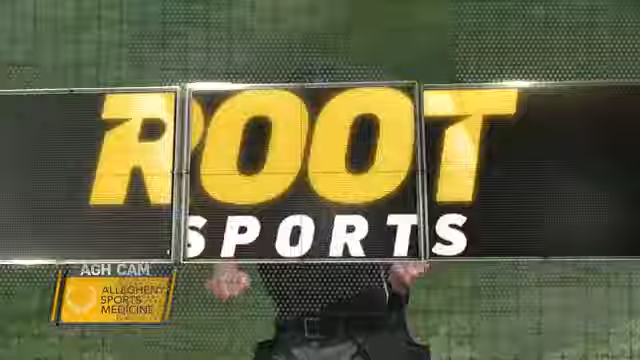 ROOT
SPORTS
AGH CAM
ALLEGHENY
SPORTS
MEDICINE